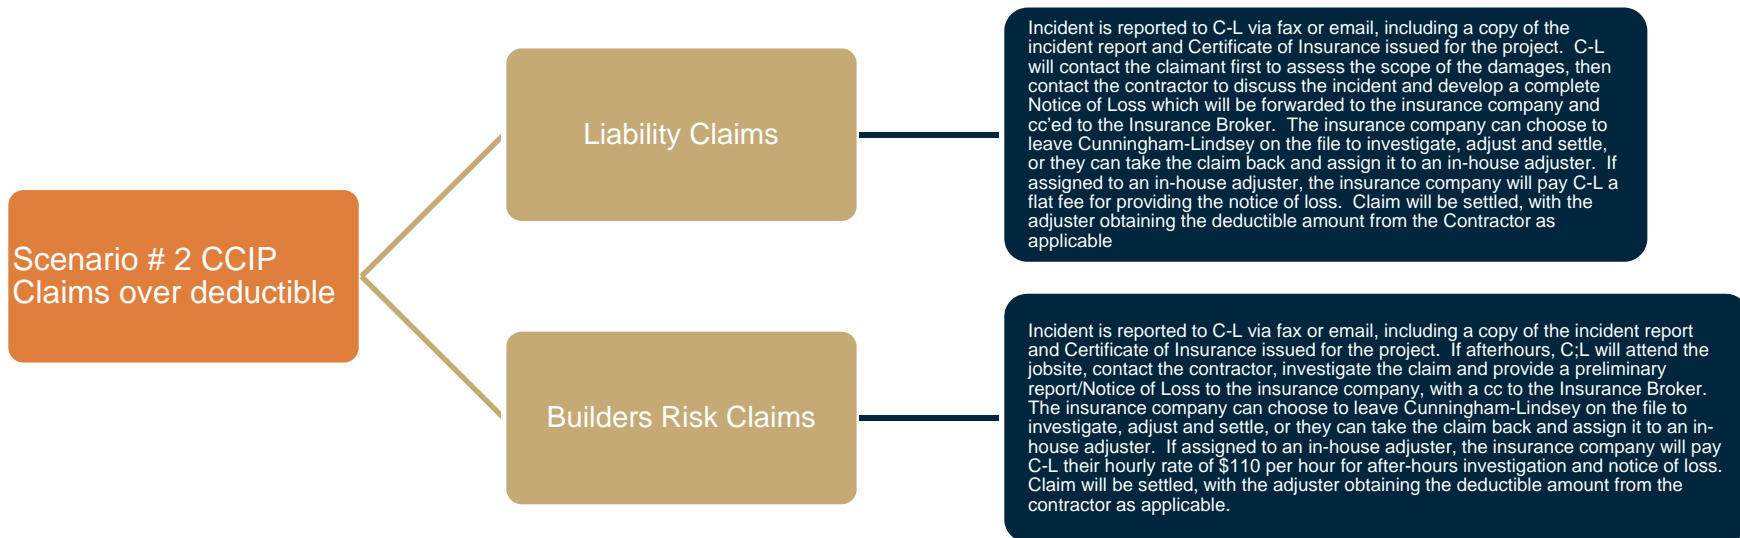 Scenario # 2 CCIP
Claims over deductible
Liability Claims
Incident is reported to C-L via fax or email, including a copy of the
incident report and Certificate of Insurance issued for the project.  C-L
will contact the claimant first to assess the scope of the damages, then
contact the contractor to discuss the incident and develop a complete
Notice of Loss which will be forwarded to the insurance company and
cc'ed to the Insurance Broker.  The insurance company can choose to
leave Cunningham-Lindsey on the file to investigate, adjust and settle,
or they can take the claim back and assign it to an in-house adjuster.  If
assigned to an in-house adjuster, the insurance company will pay C-L a
flat fee for providing the notice of loss.  Claim will be settled, with the
adjuster obtaining the deductible amount from the Contractor as
applicable
Builders Risk Claims
Incident is reported to C-L via fax or email, including a copy of the incident report
and Certificate of Insurance issued for the project.  If afterhours, C;L will attend the
jobsite, contact the contractor, investigate the claim and provide a preliminary
report/Notice of Loss to the insurance company, with a cc to the Insurance Broker.
The insurance company can choose to leave Cunningham-Lindsey on the file to
investigate, adjust and settle, or they can take the claim back and assign it to an in-
house adjuster.  If assigned to an in-house adjuster, the insurance company will pay
C-L their hourly rate of $110 per hour for after-hours investigation and notice of loss.
Claim will be settled, with the adjuster obtaining the deductible amount from the
contractor as applicable.